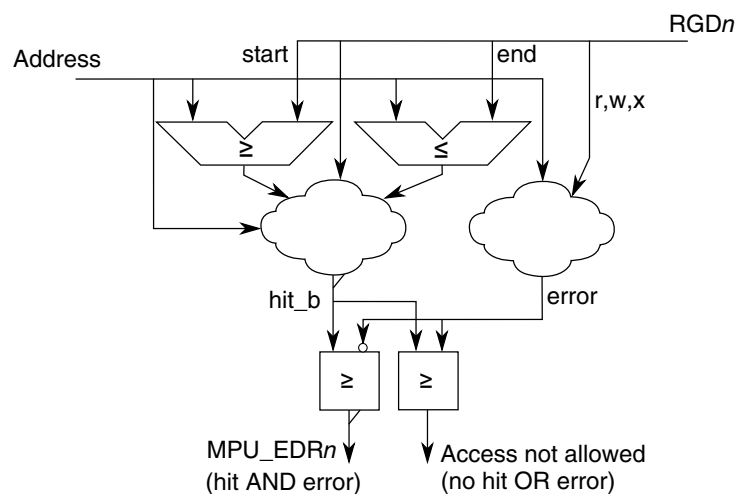 RGDn
start
end
Address
r,w,x
≥
≤
hit_b
error
≥
≥
MPU_EDRn
(hit AND error)
Access not allowed
(no hit OR error)